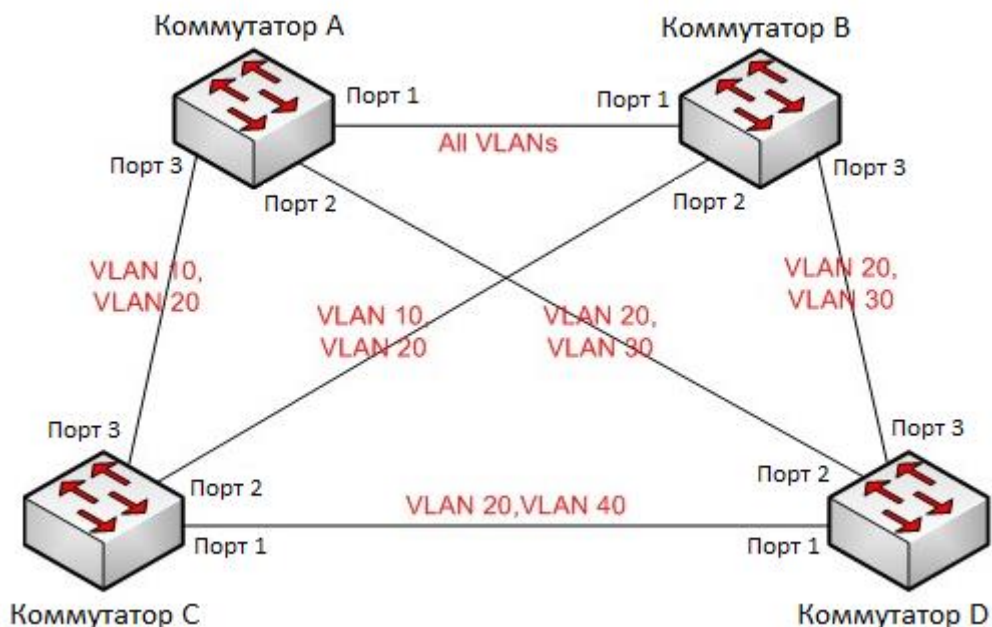 Коммутатор A
Коммутатор B
Порт 1
Порт 1
All VLANs
Порт 3
Порт 2
Порт 2
Порт 3
VLAN 10,
VLAN 20
VLAN 10,
VLAN 20
VLAN 20,
VLAN 30
VLAN 20,
VLAN 30
Порт 3
Порт 2
Порт 1
VLAN 20,VLAN 40
Порт 3
Порт 2
Порт 1
Коммутатор C
Коммутатор D